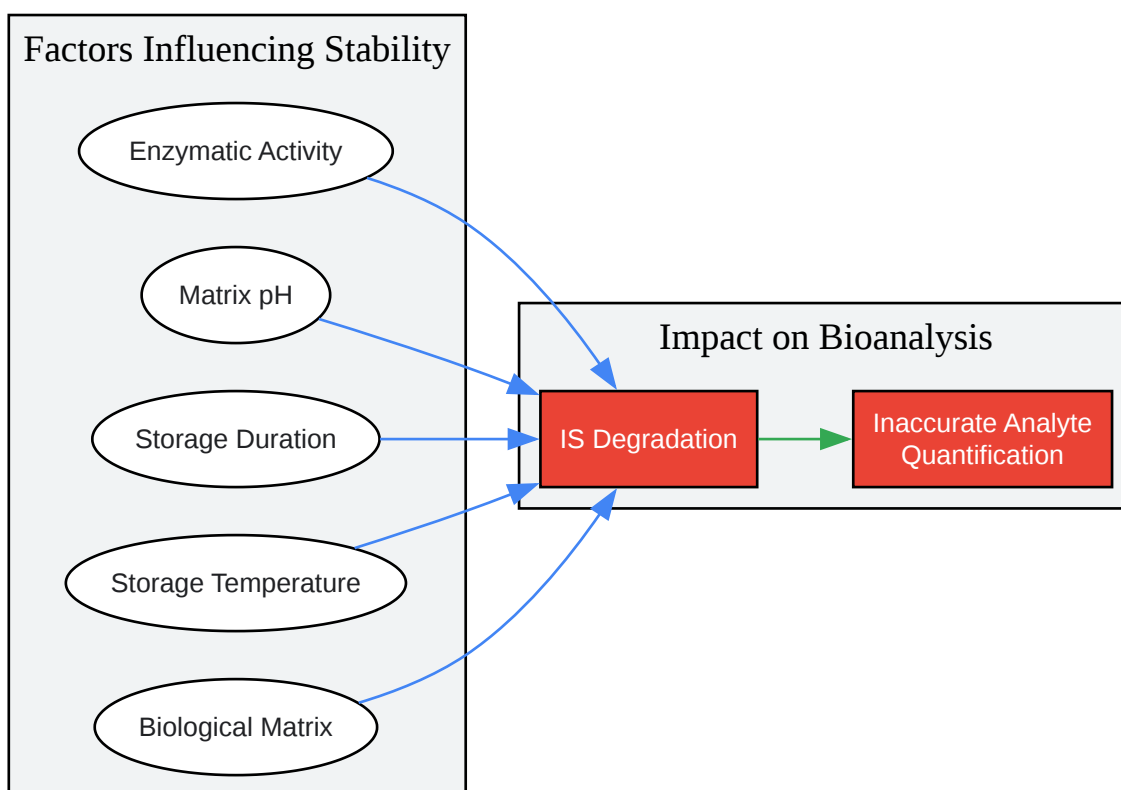 Factors Influencing Stability
Enzymatic Activity
Matrix pH
Storage Duration
Storage Temperature
Biological Matrix
Impact on Bioanalysis
IS Degradation
Inaccurate Analyte
Quantification